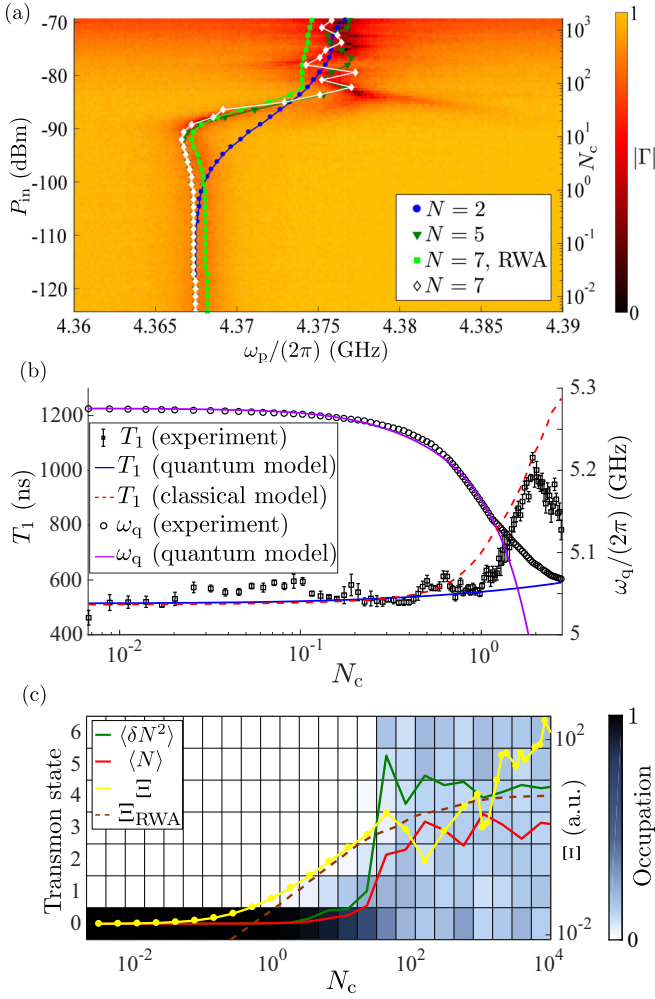 (a)
-70
-80
-90
-100
-110
-120
P_in (dBm)
4.36
4.365
4.37
4.375
4.38
4.385
4.39
ω_p/(2π) (GHz)
10^3
10^2
10^1
10^0
10^-1
10^-2
N_c
N = 2
N = 5
N = 7, RWA
N = 7
1
0
|Γ|
(b)
1200
1000
800
600
400
T_1 (ns)
T_1 (experiment)
T_1 (quantum model)
T_1 (classical model)
ω_q (experiment)
ω_q (quantum model)
10^-2
10^-1
10^0
N_c
5.3
5.2
5.1
5
ω_q/(2π) (GHz)
(c)
6
5
4
3
2
1
0
Transmon state
⟨δN^2⟩
⟨N⟩
Ξ
Ξ_RWA
10^-2
10^0
10^2
10^4
N_c
10^2
10^-2
Ξ (a.u.)
1
0
Occupation